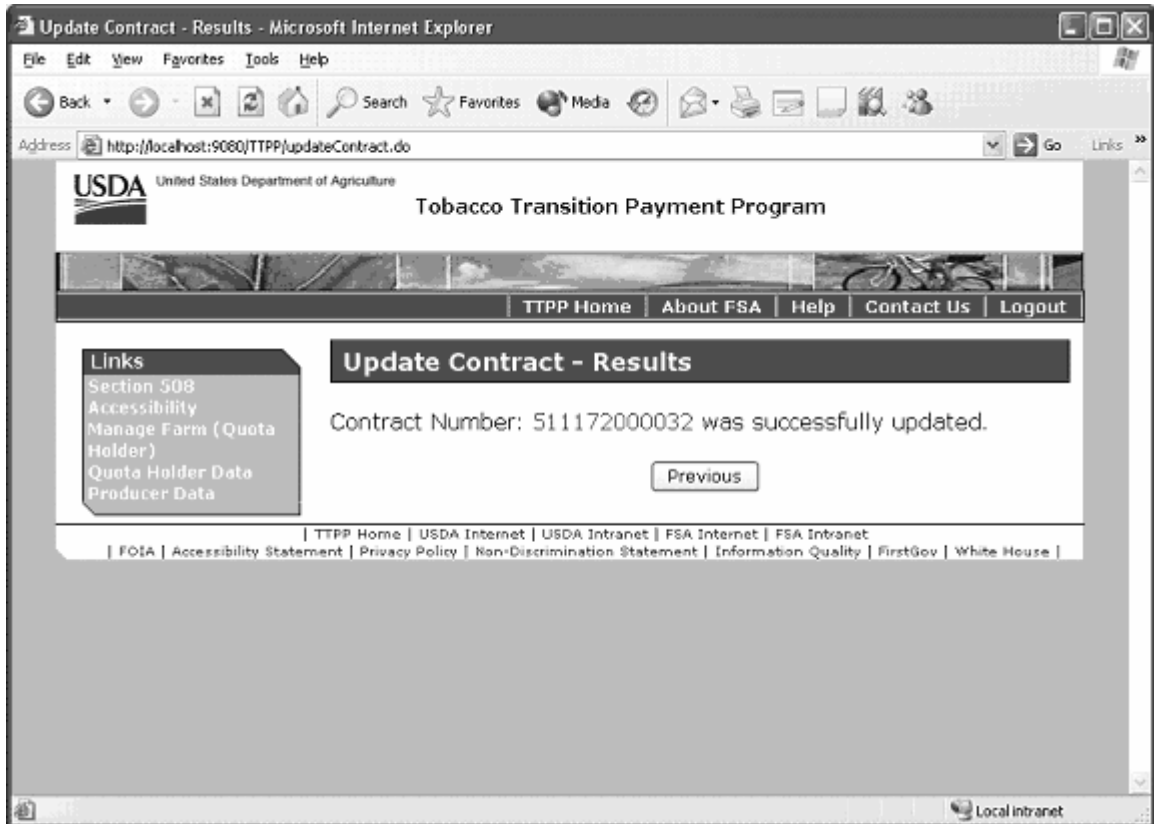 Update Contract - Results - Microsoft Internet Explorer
File Edit View Favorites Tools Help
Back Search Favorites Media
Address http://localhost:9080/TTPP/updateContract.do Go Links »
USDA United States Department of Agriculture
Tobacco Transition Payment Program
| TTPP Home | About FSA | Help | Contact Us | Logout
Links
Section 508
Accessibility
Manage Farm (Quota
Holder)
Quota Holder Data
Producer Data
Update Contract - Results
Contract Number: 511172000032 was successfully updated.
Previous
| TTPP Home | USDA Internet | USDA Intranet | FSA Internet | FSA Intranet
| FOIA | Accessibility Statement | Privacy Policy | Non-Discrimination Statement | Information Quality | FirstGov | White House |
Local intranet